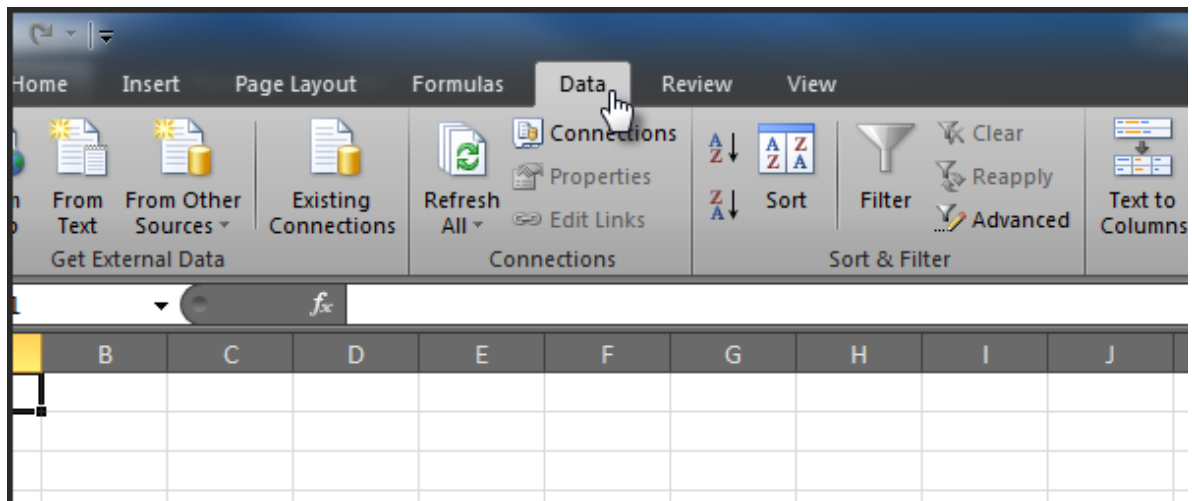 Home Insert Page Layout Formulas Data Review View
Connections
Clear
Properties
Reapply
From Text
From Other Sources
Existing Connections
Refresh All
Edit Links
A Z
Z A
A Z Z A
Sort
Filter
Advanced
Text to Columns
Get External Data
Connections
Sort & Filter
fx
B C D E F G H I J